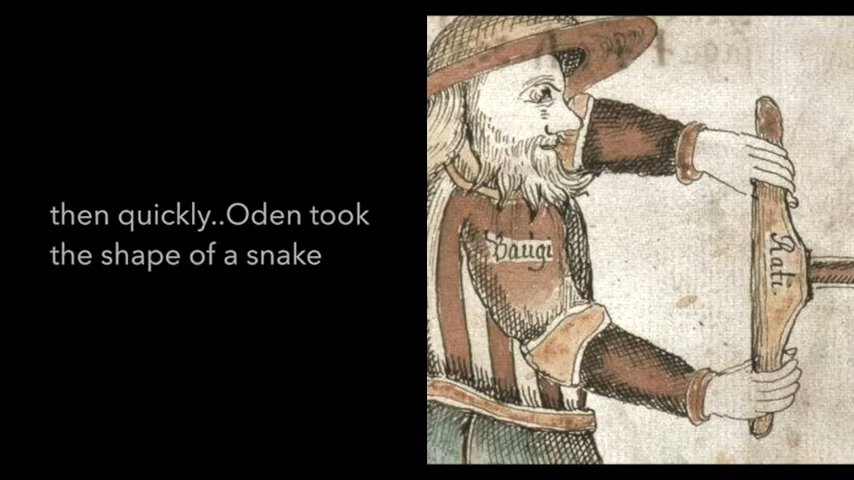 then quickly..Oden took
the shape of a snake
Baugi
Rati